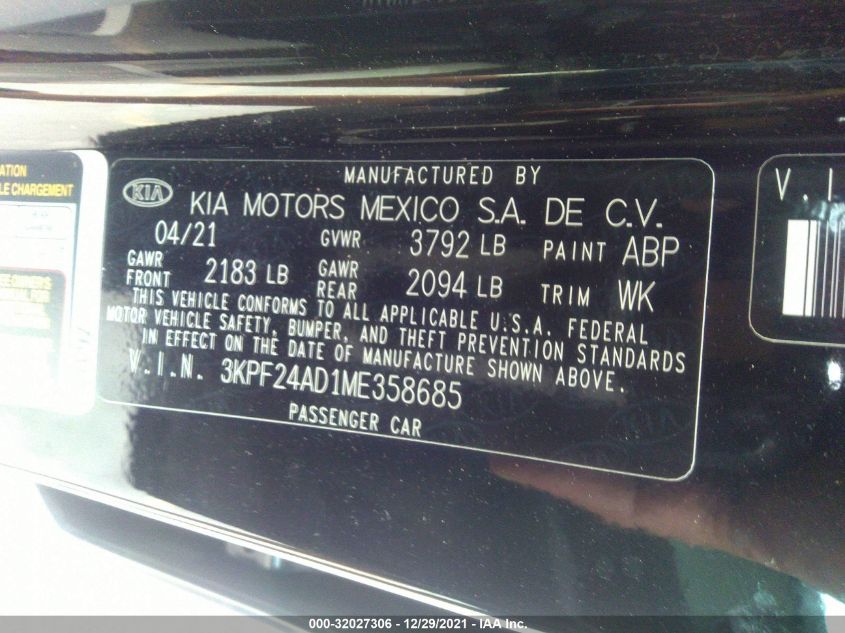 MANUFACTURED BY
KIA
KIA MOTORS MEXICO S.A. DE C.V.
04/21 GVWR 3792 LB PAINT ABP
GAWR FRONT 2183 LB GAWR REAR 2094 LB TRIM WK
THIS VEHICLE CONFORMS TO ALL APPLICABLE U.S.A. FEDERAL
MOTOR VEHICLE SAFETY, BUMPER, AND THEFT PREVENTION STANDARDS
IN EFFECT ON THE DATE OF MANUFACTURE SHOWN ABOVE.
V.I.N. 3KPF24AD1ME358685
PASSENGER CAR
CHARGEMENT
V.I
000-32027306 - 12/29/2021 - IAA Inc.